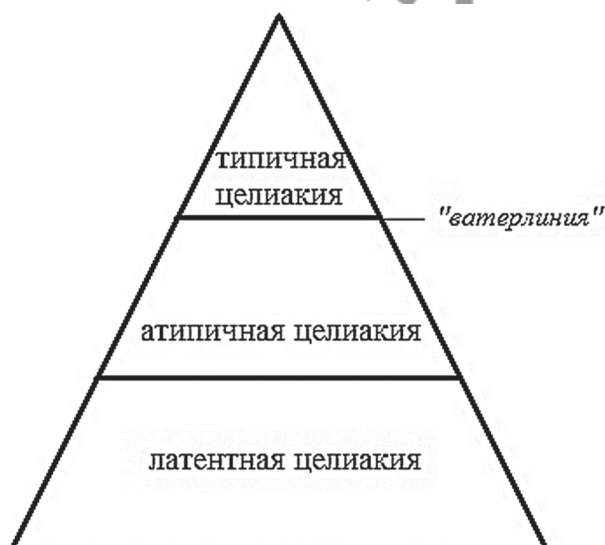 типичная
целиакия
"ватерлиния"
атипичная целиакия
латентная целиакия